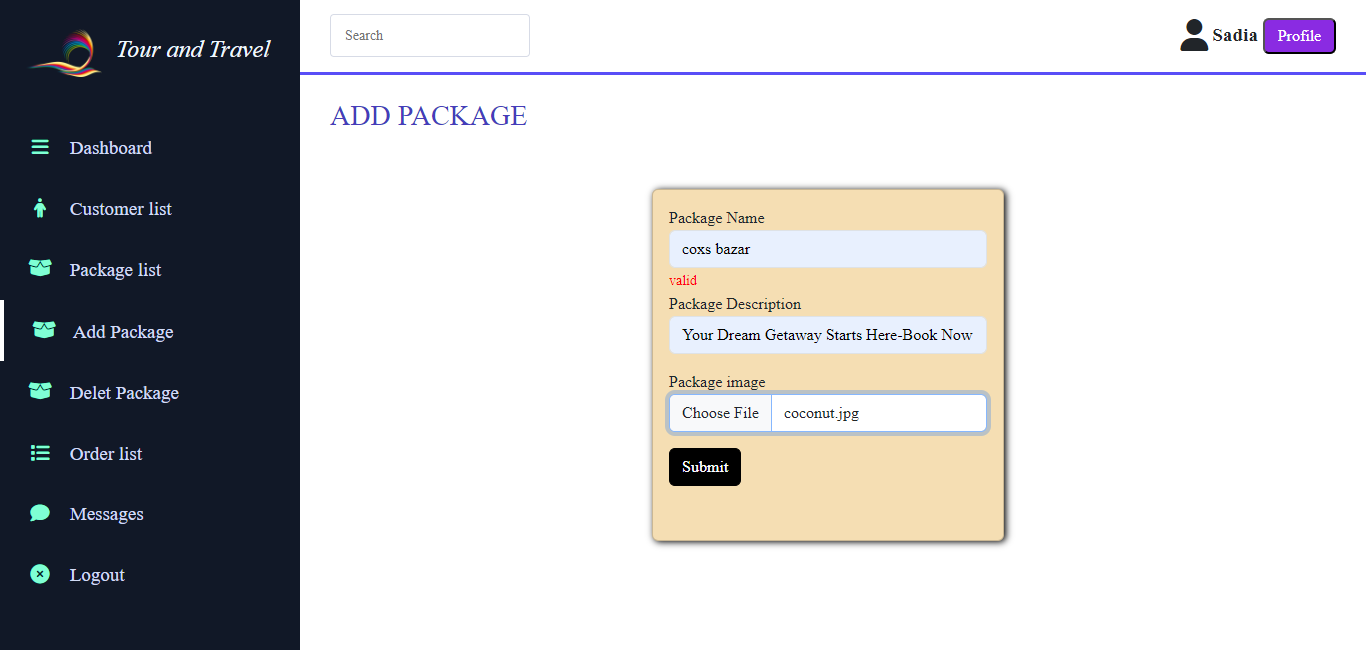 Tour and Travel
Dashboard
Customer list
Package list
Add Package
Delet Package
Order list
Messages
Logout
Search
Sadia
Profile
ADD PACKAGE
Package Name
coxs bazar
valid
Package Description
Your Dream Getaway Starts Here-Book Now
Package image
Choose File coconut.jpg
Submit